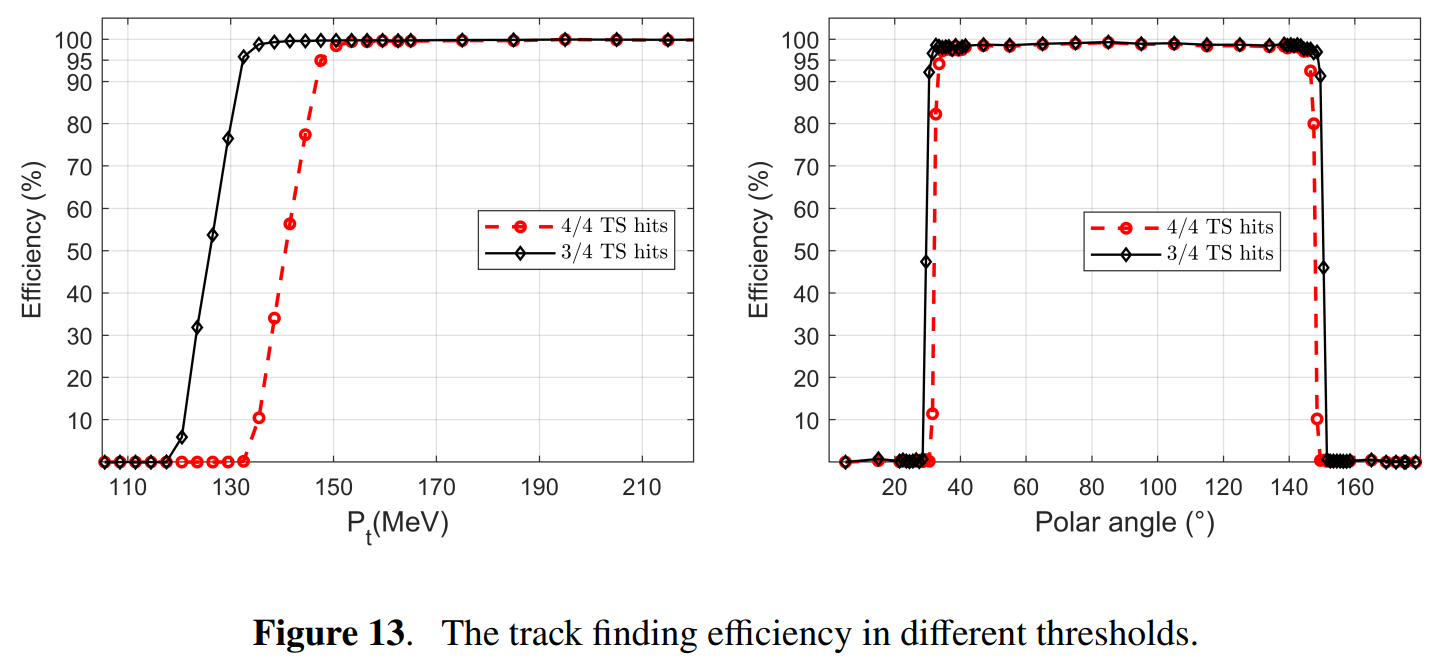 100
95
90
80
70
60
50
40
30
20
10
Efficiency (%)
4/4 TS hits
3/4 TS hits
110 130 150 170 190 210
Pt(MeV)
100
95
90
80
70
60
50
40
30
20
10
Efficiency (%)
4/4 TS hits
3/4 TS hits
20 40 60 80 100 120 140 160
Polar angle (°)
Figure 13. The track finding efficiency in different thresholds.